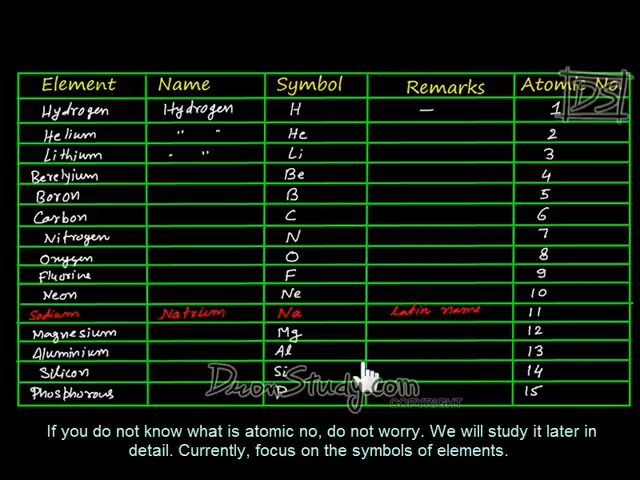 Element Name Symbol Remarks Atomic No.
DS
Hydrogen Hydrogen H — 1
Helium " " He 2
Lithium " " Li 3
Berelyium Be 4
Boron B 5
Carbon C 6
Nitrogen N 7
Oxygen O 8
Fluorine F 9
Neon Ne 10
Sodium Natrium Na Latin name 11
Magnesium Mg 12
Aluminium Al 13
Silicon Si 14
DronStudy.com
Phosphorous P 15
COPYRIGHT
If you do not know what is atomic no, do not worry. We will study it later in
detail. Currently, focus on the symbols of elements.